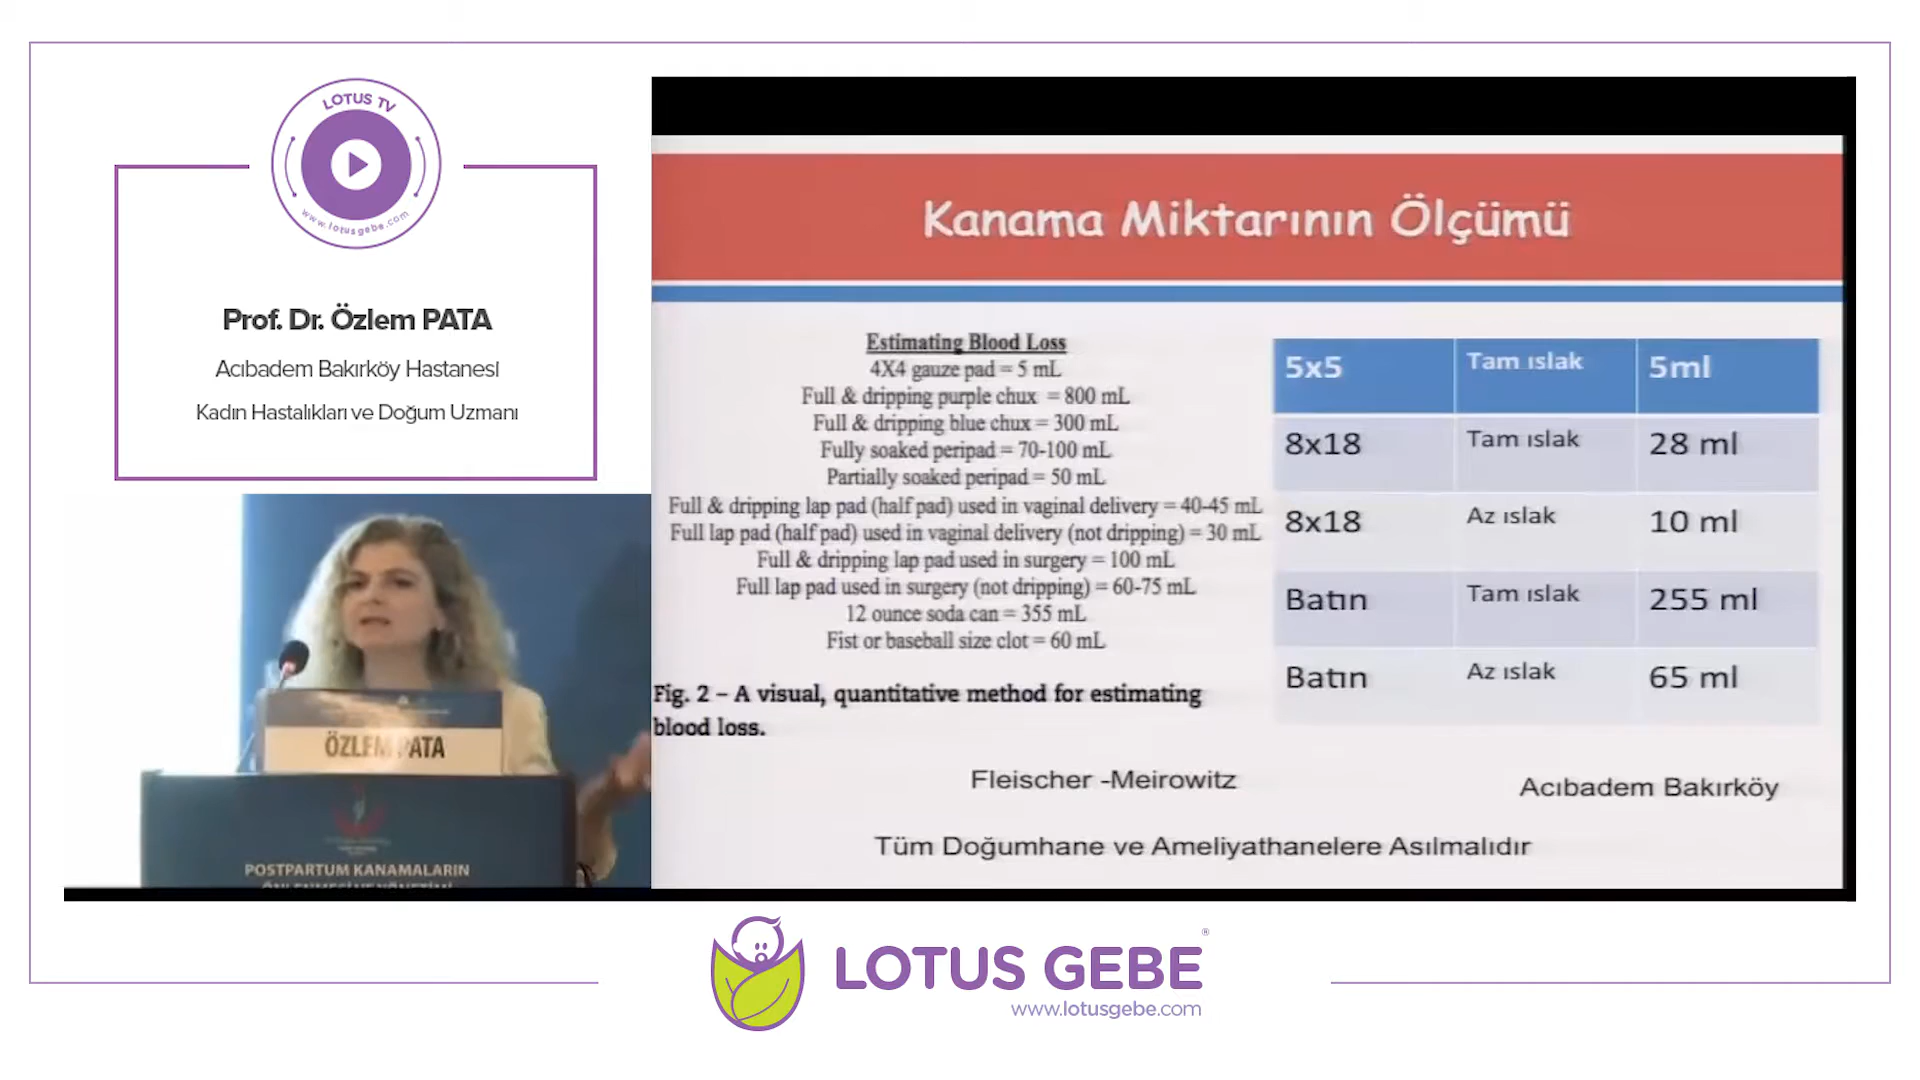 LOTUS TV
www.lotusgebe.com
Prof. Dr. Özlem PATA
Acıbadem Bakırköy Hastanesi
Kadın Hastalıkları ve Doğum Uzmanı
ÖZLEM PATA
POSTPARTUM KANAMALARIN
ÖNLENMESİ VE YÖNETİMİ
Kanama Miktarının Ölçümü
Estimating Blood Loss
4X4 gauze pad = 5 mL
Full & dripping purple chux = 800 mL
Full & dripping blue chux = 300 mL
Fully soaked peripad = 70-100 mL
Partially soaked peripad = 50 mL
Full & dripping lap pad (half pad) used in vaginal delivery = 40-45 mL
Full lap pad (half pad) used in vaginal delivery (not dripping) = 30 mL
Full & dripping lap pad used in surgery = 100 mL
Full lap pad used in surgery (not dripping) = 60-75 mL
12 ounce soda can = 355 mL
Fist or baseball size clot = 60 mL
Fig. 2 – A visual, quantitative method for estimating
blood loss.
Fleischer -Meirowitz
5x5 Tam ıslak 5ml
8x18 Tam ıslak 28 ml
8x18 Az ıslak 10 ml
Batın Tam ıslak 255 ml
Batın Az ıslak 65 ml
Acıbadem Bakırköy
Tüm Doğumhane ve Ameliyathanelere Asılmalıdır
LOTUS GEBE®
www.lotusgebe.com